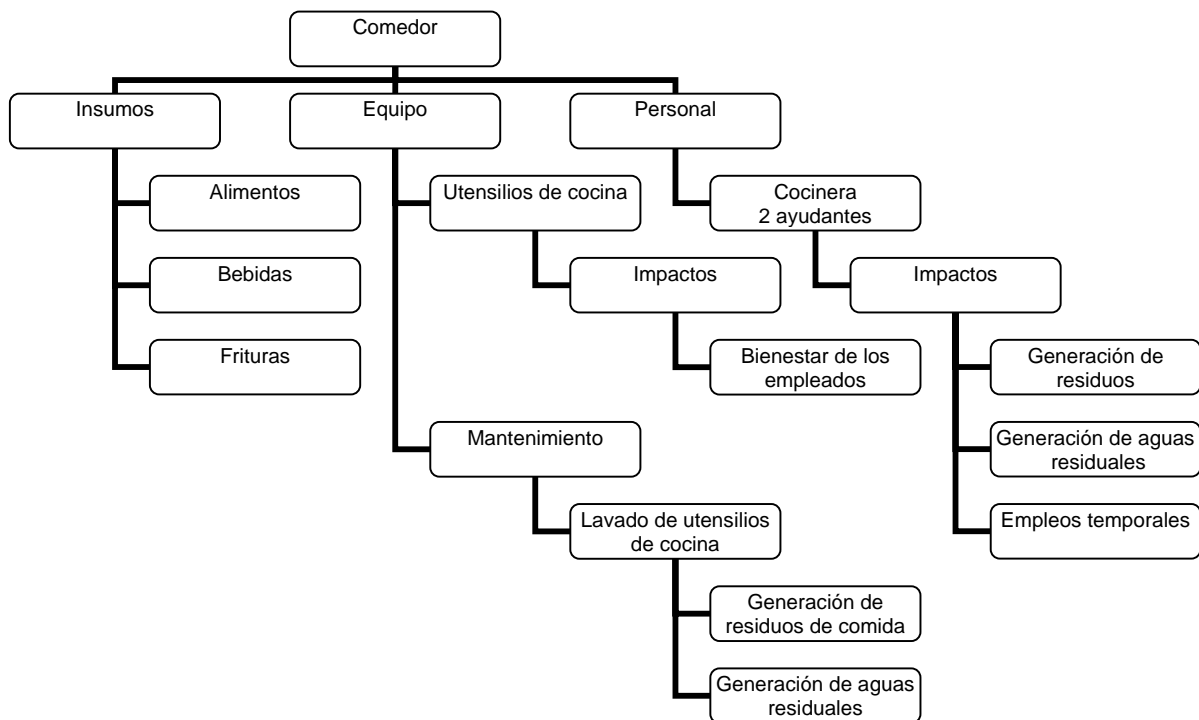 Comedor
Insumos
Equipo
Personal
Alimentos
Utensilios de cocina
Cocinera
2 ayudantes
Bebidas
Impactos
Impactos
Frituras
Bienestar de los
empleados
Generación de
residuos
Mantenimiento
Generación de aguas
residuales
Lavado de utensilios
de cocina
Empleos temporales
Generación de
residuos de comida
Generación de aguas
residuales